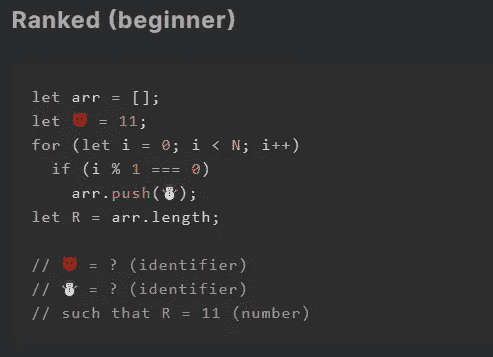 Ranked (beginner)
let arr = [];
let 👹 = 11;
for (let i = 0; i < N; i++)
if (i % 1 === 0)
arr.push(☃);
let R = arr.length;
// 👹 = ? (identifier)
// ☃ = ? (identifier)
// such that R = 11 (number)